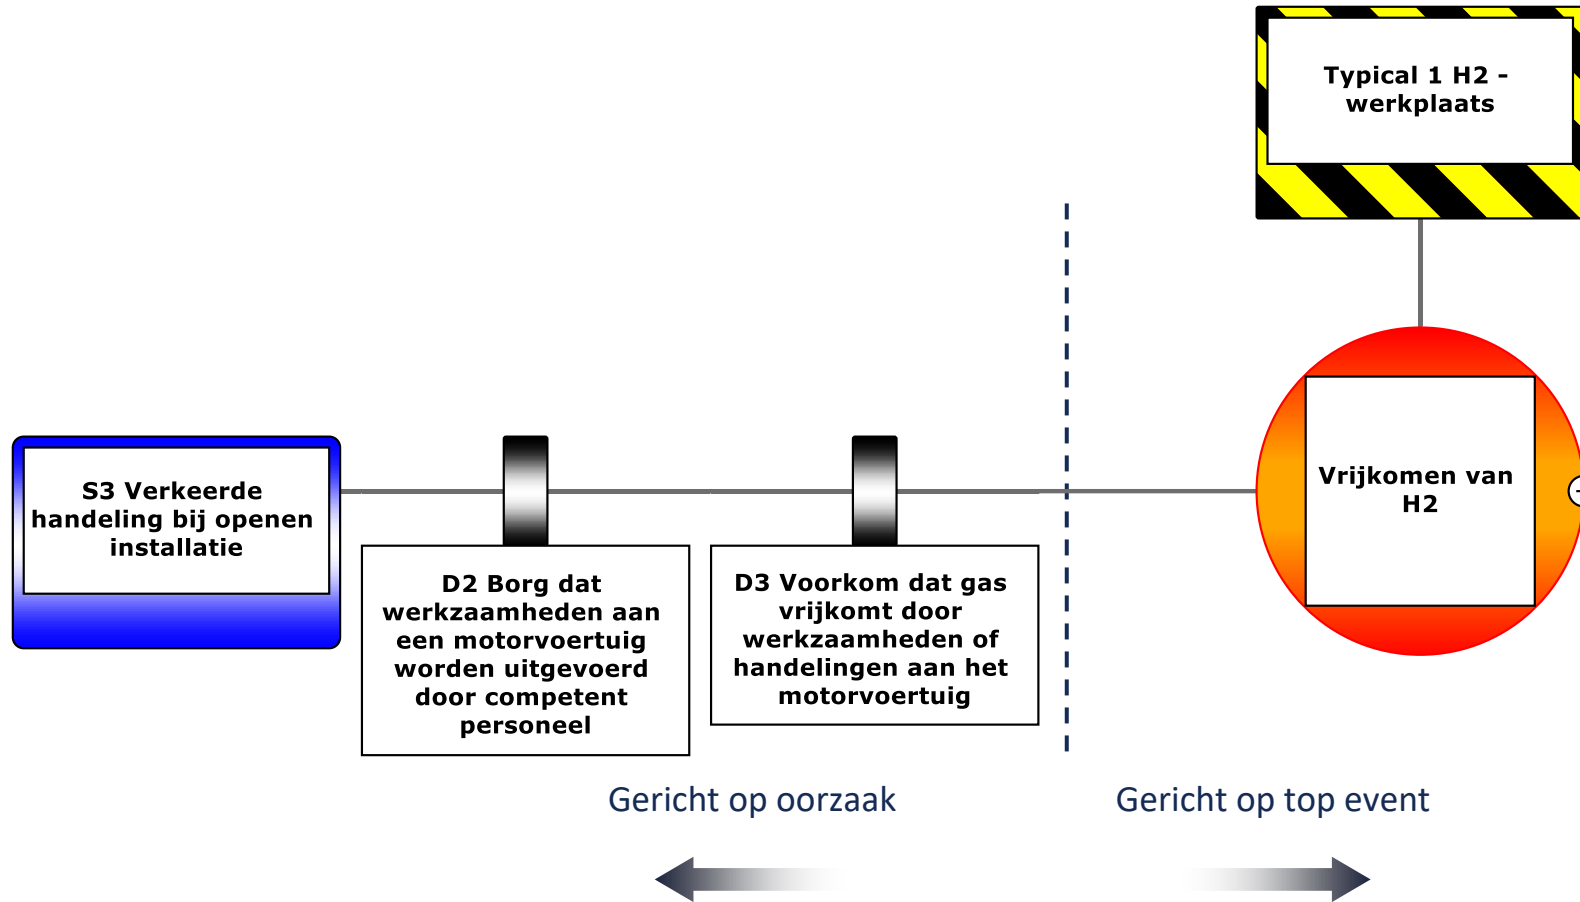 Typical 1 H2 -
werkplaats
S3 Verkeerde
handeling bij openen
installatie
D2 Borg dat
werkzaamheden aan
een motorvoertuig
worden uitgevoerd
door competent
personeel
D3 Voorkom dat gas
vrijkomt door
werkzaamheden of
handelingen aan het
motorvoertuig
Vrijkomen van
H2
Gericht op oorzaak
Gericht op top event